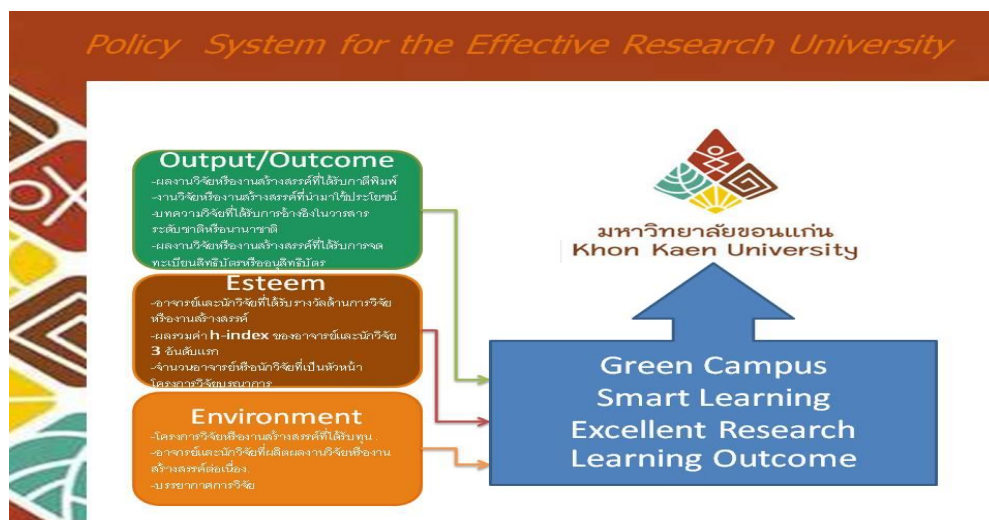 Policy System for the Effective Research University
Output/Outcome
-ผลงานวิจัยหรืองานสร้างสรรค์ที่ได้รับการตีพิมพ์
-งานวิจัยหรืองานสร้างสรรค์ที่นำมาใช้ประโยชน์
-บทความวิจัยที่ได้รับการอ้างอิงในวารสาร
ระดับชาติหรือนานาชาติ
-ผลงานวิจัยหรืองานสร้างสรรค์ที่ได้รับการจด
ทะเบียนสิทธิบัตรหรืออนุสิทธิบัตร
Esteem
-อาจารย์และนักวิจัยที่ได้รับรางวัลด้านการวิจัย
หรืองานสร้างสรรค์
-ผลรวมค่า h-index ของอาจารย์และนักวิจัย
3 อันดับแรก
-จำนวนอาจารย์หรือนักวิจัยที่เป็นหัวหน้า
โครงการวิจัยบูรณาการ
Environment
-โครงการวิจัยหรืองานสร้างสรรค์ที่ได้รับทุน.
-อาจารย์และนักวิจัยที่ผลิตผลงานวิจัยหรืองาน
สร้างสรรค์ต่อเนื่อง.
-บรรยากาศการวิจัย
มหาวิทยาลัยขอนแก่น
Khon Kaen University
Green Campus
Smart Learning
Excellent Research
Learning Outcome